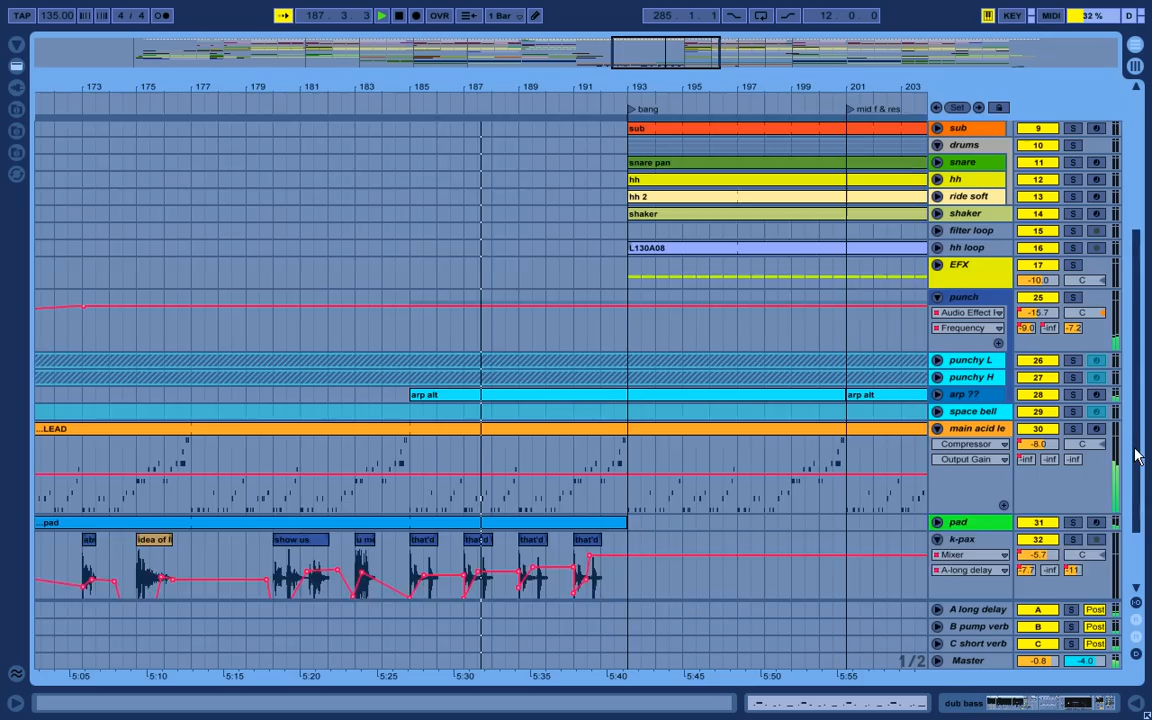 TAP 135.00 4 / 4 187 . 3 . 3 OVR 1 Bar 285 . 1 . 1 12 . 0 . 0 KEY MIDI 32 % D
173 175 177 179 181 183 185 187 189 191 193 195 197 199 201 203
bang mid f & res Set
sub sub 9 S
drums 10 S
snare pan snare 11 S
hh hh 12 S
hh 2 ride soft 13 S
shaker shaker 14 S
filter loop 15 S
L130A08 hh loop 16 S
EFX 17 S
-10.0 C
punch 25 S
Audio Effect -15.7 C
Frequency 9.0 -inf -7.2
punchy L 26 S
punchy H 27 S
arp alt arp alt arp ?? 28 S
space bell 29 S
...LEAD main acid le 30 S
Compressor -8.0 C
Output Gain -inf -inf -inf
...pad pad 31 S
idea of show us u me that'd that'd that'd that'd k-pax 32 S
Mixer -5.7 C
A-long delay -7.7 -inf -11
A long delay A S Post
B pump verb B S Post
C short verb C S Post
1/2 Master -0.8 -4.0
5:05 5:10 5:15 5:20 5:25 5:30 5:35 5:40 5:45 5:50 5:55
dub bass